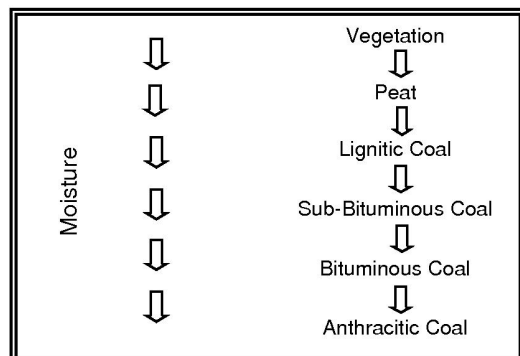 Vegetation
Peat
Lignitic Coal
Sub-Bituminous Coal
Bituminous Coal
Anthracitic Coal
Moisture